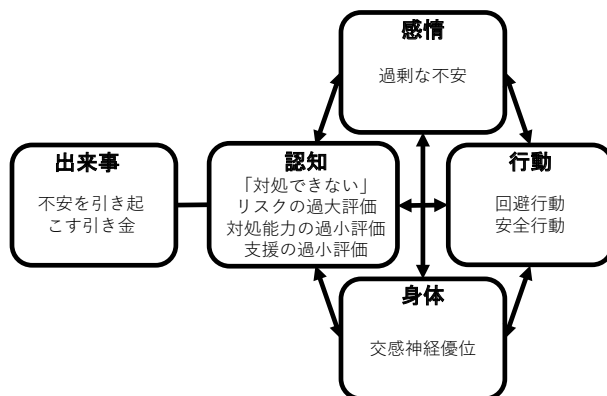 感情
過剰な不安
出来事
不安を引き起
こす引き金
認知
「対処できない」
リスクの過大評価
対処能力の過小評価
支援の過小評価
行動
回避行動
安全行動
身体
交感神経優位